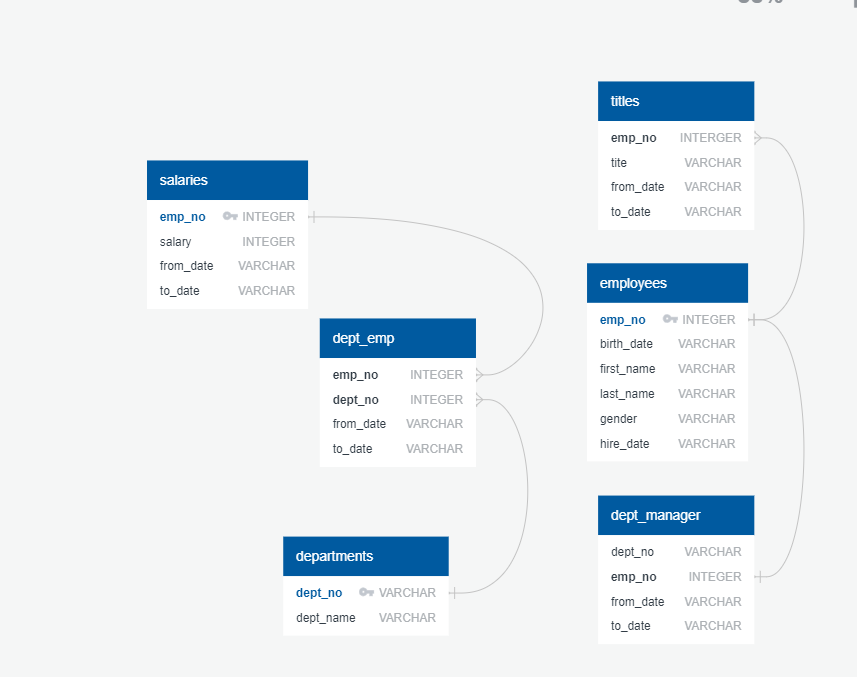 titles
emp_no INTERGER
tite VARCHAR
from_date VARCHAR
to_date VARCHAR
salaries
emp_no INTEGER
salary INTEGER
from_date VARCHAR
to_date VARCHAR
employees
emp_no INTEGER
birth_date VARCHAR
first_name VARCHAR
last_name VARCHAR
gender VARCHAR
hire_date VARCHAR
dept_emp
emp_no INTEGER
dept_no INTEGER
from_date VARCHAR
to_date VARCHAR
dept_manager
dept_no VARCHAR
emp_no INTEGER
from_date VARCHAR
to_date VARCHAR
departments
dept_no VARCHAR
dept_name VARCHAR